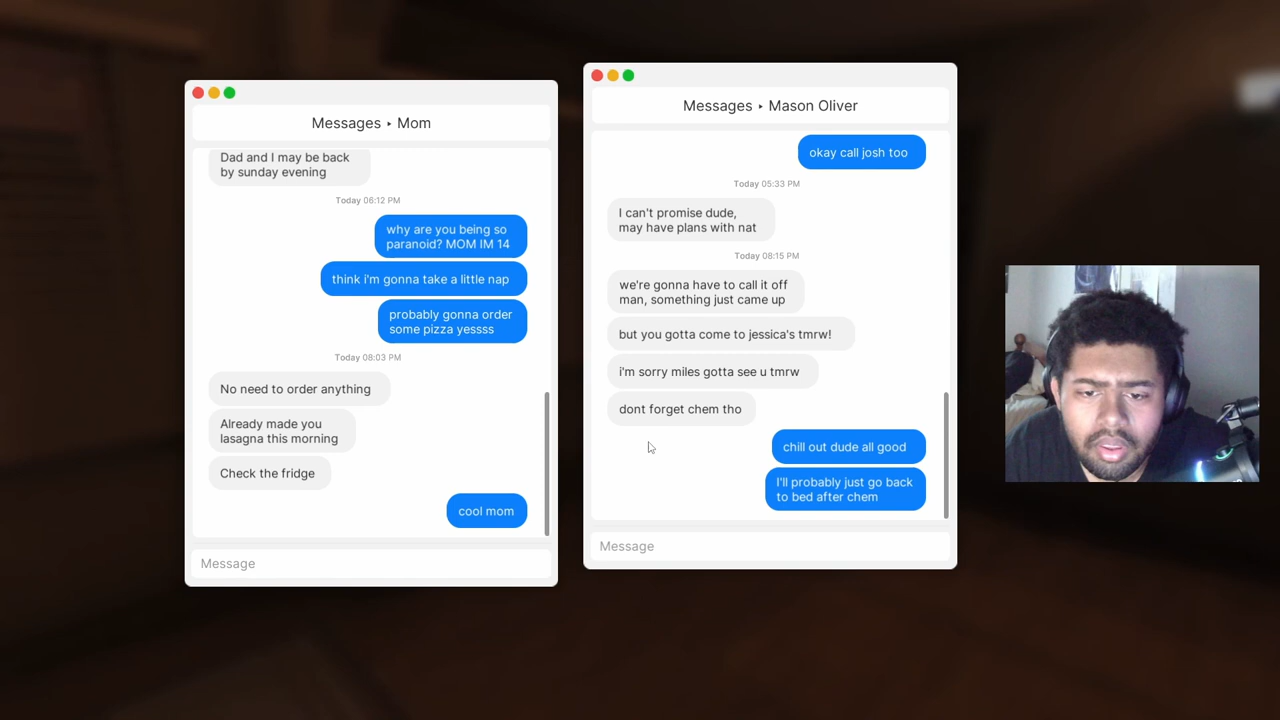 Messages ‣ Mom
Dad and I may be back
by sunday evening
Today 06:12 PM
why are you being so
paranoid? MOM IM 14
think i'm gonna take a little nap
probably gonna order
some pizza yessss
Today 08:03 PM
No need to order anything
Already made you
lasagna this morning
Check the fridge
cool mom
Message
Messages ‣ Mason Oliver
okay call josh too
Today 05:33 PM
I can't promise dude,
may have plans with nat
Today 08:15 PM
we're gonna have to call it off
man, something just came up
but you gotta come to jessica's tmrw!
i'm sorry miles gotta see u tmrw
dont forget chem tho
chill out dude all good
I'll probably just go back
to bed after chem
Message